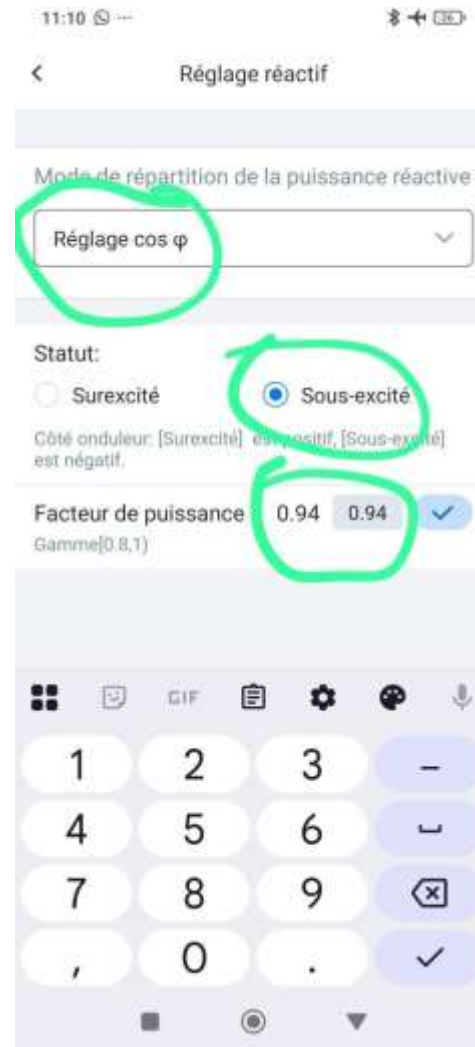 11:10
Réglage réactif
Mode de répartition de la puissance réactive
Réglage cos φ
Statut:
Surexcité
Sous-excité
Côté onduleur: [Surexcité] est positif, [Sous-excité]
est négatif.
Facteur de puissance 0.94 0.94
Gamme[0.8,1)
GIF
1 2 3 –
4 5 6
7 8 9
, 0 .